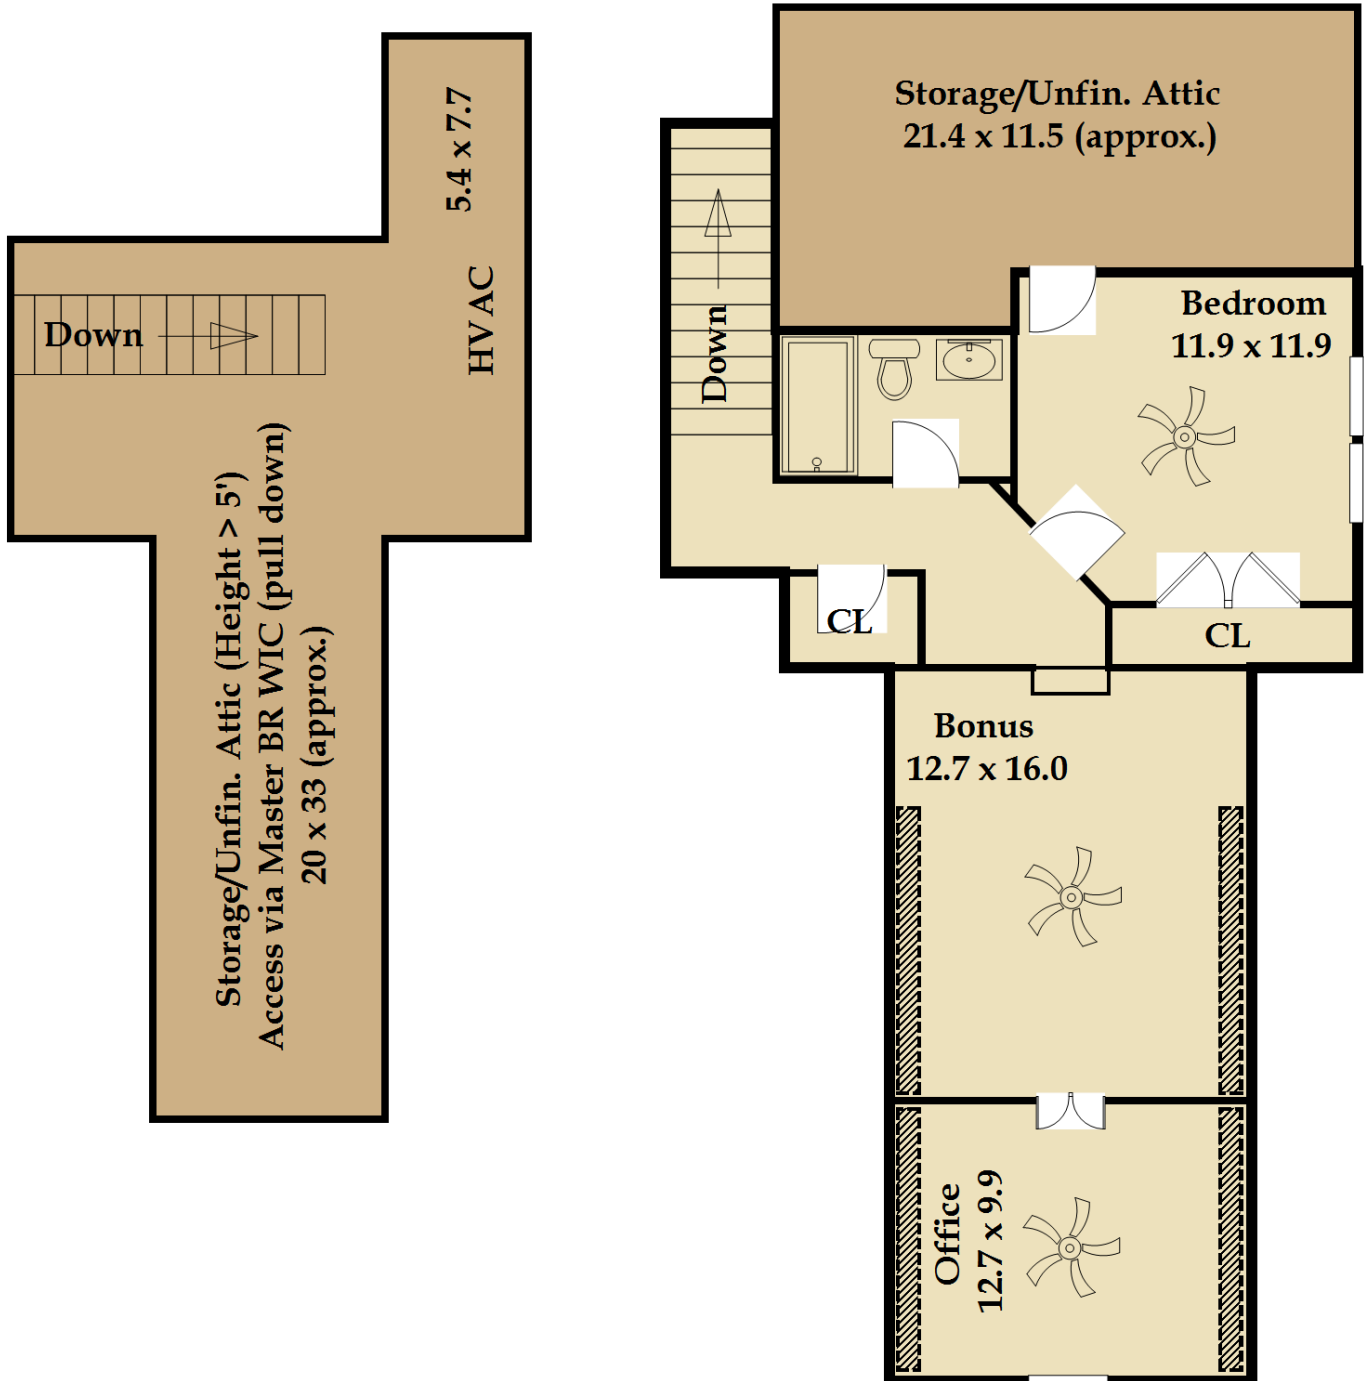 5.4 x 7.7
HVAC
Down
Storage/Unfin. Attic (Height > 5')
Access via Master BR WIC (pull down)
20 x 33 (approx.)
Storage/Unfin. Attic
21.4 x 11.5 (approx.)
Down
Bedroom
11.9 x 11.9
CL
CL
Bonus
12.7 x 16.0
Office
12.7 x 9.9